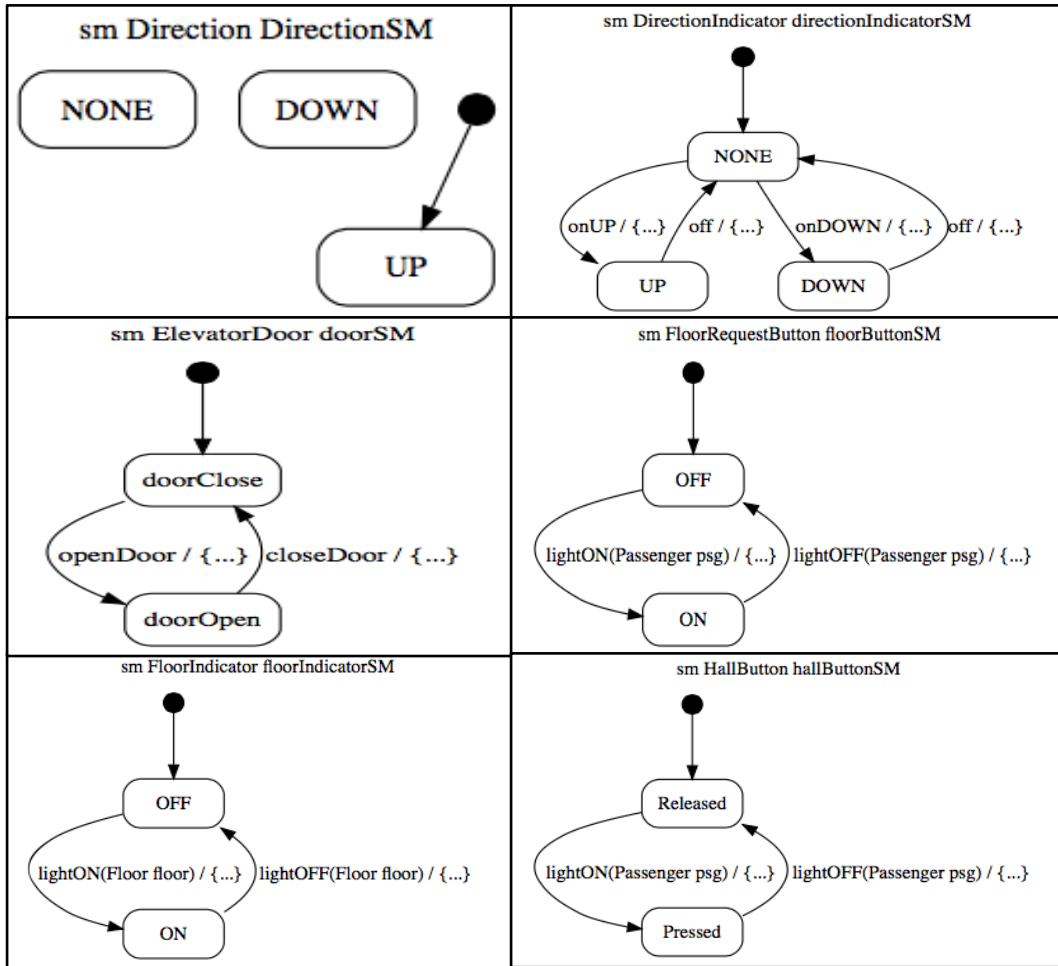 sm Direction DirectionSM
NONE
DOWN
UP
sm DirectionIndicator directionIndicatorSM
NONE
onUP / {...}
off / {...}
onDOWN / {...}
off / {...}
UP
DOWN
sm ElevatorDoor doorSM
doorClose
openDoor / {...}
closeDoor / {...}
doorOpen
sm FloorRequestButton floorButtonSM
OFF
lightON(Passenger psg) / {...}
lightOFF(Passenger psg) / {...}
ON
sm FloorIndicator floorIndicatorSM
OFF
lightON(Floor floor) / {...}
lightOFF(Floor floor) / {...}
ON
sm HallButton hallButtonSM
Released
lightON(Passenger psg) / {...}
lightOFF(Passenger psg) / {...}
Pressed